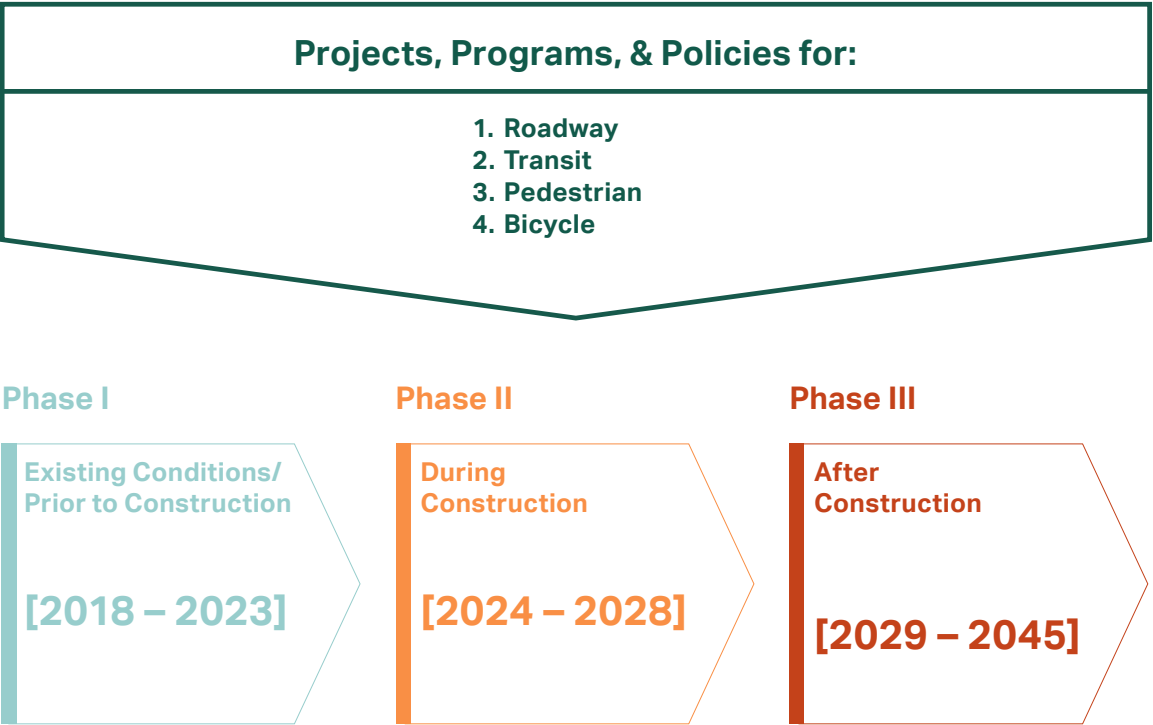 Projects, Programs, & Policies for:
1. Roadway
2. Transit
3. Pedestrian
4. Bicycle
Phase I
Existing Conditions/
Prior to Construction
[2018 – 2023]
Phase II
During
Construction
[2024 – 2028]
Phase III
After
Construction
[2029 – 2045]